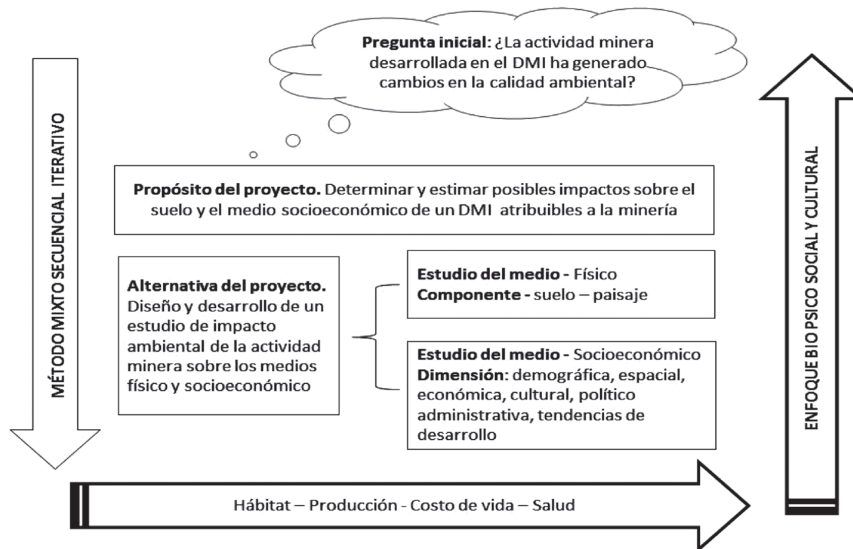 Pregunta inicial: ¿La actividad minera
desarrollada en el DMI ha generado
cambios en la calidad ambiental?
MÉTODO MIXTO SECUENCIAL ITERATIVO
Propósito del proyecto. Determinar y estimar posibles impactos sobre el
suelo y el medio socioeconómico de un DMI atribuibles a la minería
Alternativa del proyecto.
Diseño y desarrollo de un
estudio de impacto
ambiental de la actividad
minera sobre los medios
físico y socioeconómico
Estudio del medio - Físico
Componente - suelo – paisaje
Estudio del medio - Socioeconómico
Dimensión: demográfica, espacial,
económica, cultural, político
administrativa, tendencias de
desarrollo
ENFOQUE BIO PSICO SOCIAL Y CULTURAL
Hábitat – Producción - Costo de vida – Salud